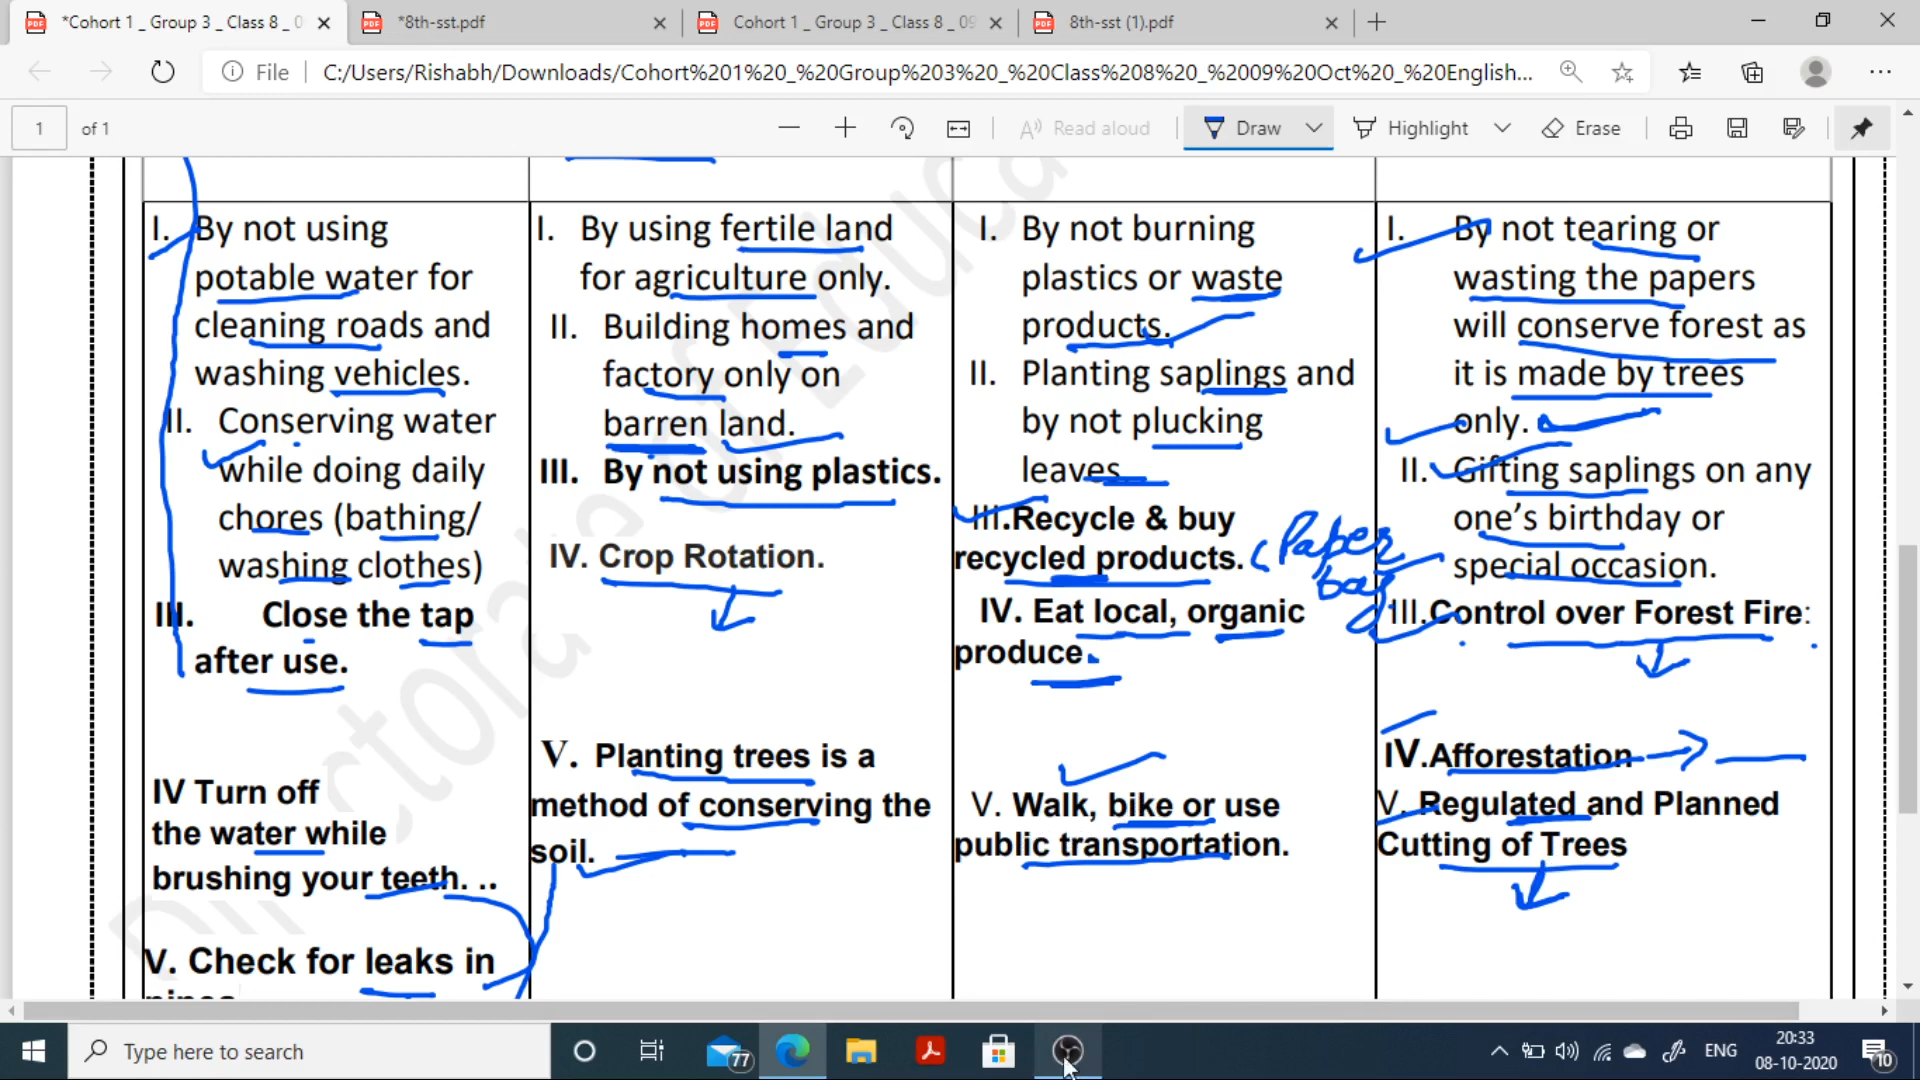 *Cohort 1 _ Group 3 _ Class 8 _ 0
*8th-sst.pdf
Cohort 1 _ Group 3 _ Class 8 _ 09
8th-sst (1).pdf
File
C:/Users/Rishabh/Downloads/Cohort%201%20_%20Group%203%20_%20Class%208%20_%2009%20Oct%20_%20English...
1 of 1
Read aloud
Draw
Highlight
Erase
I. By not using
potable water for
cleaning roads and
washing vehicles.
II. Conserving water
while doing daily
chores (bathing/
washing clothes)
III. Close the tap
after use.
IV Turn off
the water while
brushing your teeth. ..
V. Check for leaks in
I. By using fertile land
for agriculture only.
II. Building homes and
factory only on
barren land.
III. By not using plastics.
IV. Crop Rotation.
V. Planting trees is a
method of conserving the
soil.
I. By not burning
plastics or waste
products.
II. Planting saplings and
by not plucking
leaves
III.Recycle & buy
recycled products.
(Paper
bag
IV. Eat local, organic
produce.
V. Walk, bike or use
public transportation.
I. By not tearing or
wasting the papers
will conserve forest as
it is made by trees
only.
II. Gifting saplings on any
one's birthday or
special occasion.
III.Control over Forest Fire:
IV.Afforestation
V. Regulated and Planned
Cutting of Trees
Type here to search
77
ENG
20:33
08-10-2020
10